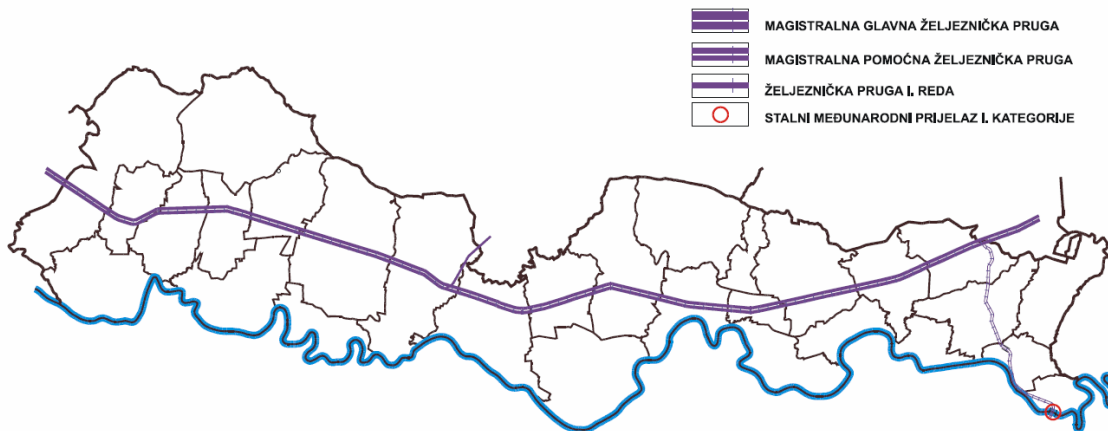 MAGISTRALNA GLAVNA ŽELJEZNIČKA PRUGA
MAGISTRALNA POMOĆNA ŽELJEZNIČKA PRUGA
ŽELJEZNIČKA PRUGA I. REDA
STALNI MEĐUNARODNI PRIJELAZ I. KATEGORIJE